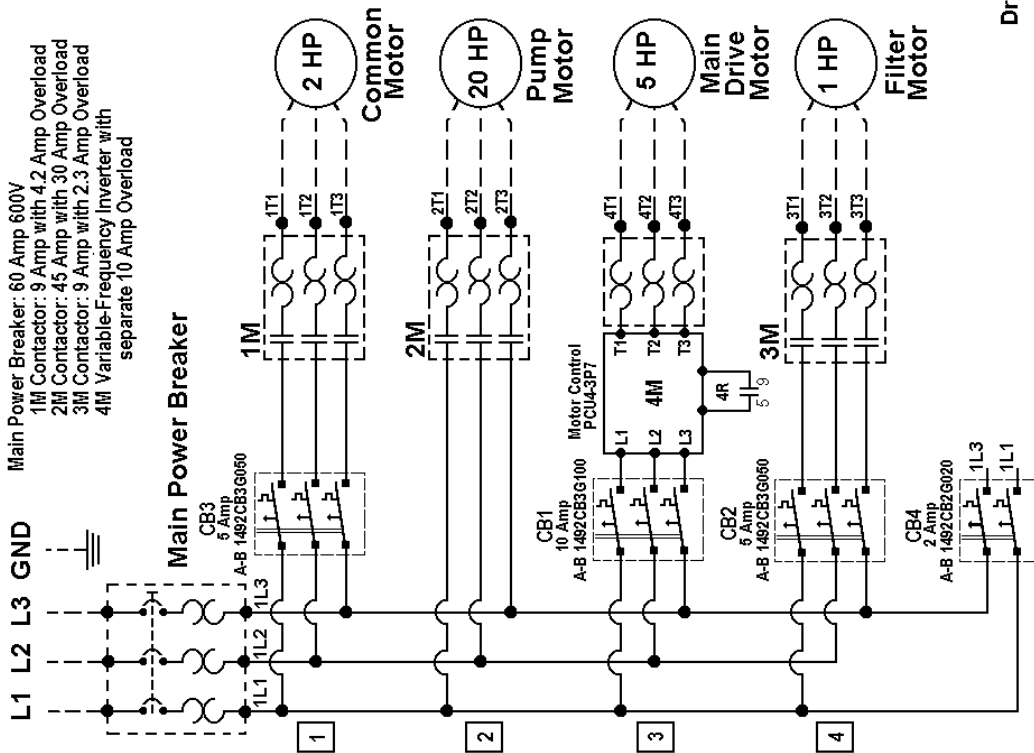 Main Power Breaker: 60 Amp 600V
1M Contactor: 9 Amp with 4.2 Amp Overload
2M Contactor: 45 Amp with 30 Amp Overload
3M Contactor: 9 Amp with 2.3 Amp Overload
4M Variable-Frequency Inverter with
separate 10 Amp Overload
L1 L2 L3 GND
Main Power Breaker
1L1 1L2 1L3
1
CB3
5 Amp
A-B 1492CB3G050
1M
1T1
1T2
1T3
2 HP
Common
Motor
2
2M
2T1
2T2
2T3
20 HP
Pump
Motor
3
CB1
10 Amp
A-B 1492CB3G100
Motor Control
PCU4-3P7
L1
L2
L3
4M
T1
T2
T3
4R
5 9
4T1
4T2
4T3
5 HP
Main
Drive
Motor
4
CB2
5 Amp
A-B 1492CB3G050
3M
3T1
3T2
3T3
1 HP
Filter
Motor
CB4
2 Amp
A-B 1492CB2G020
1L3
1L1
Dr